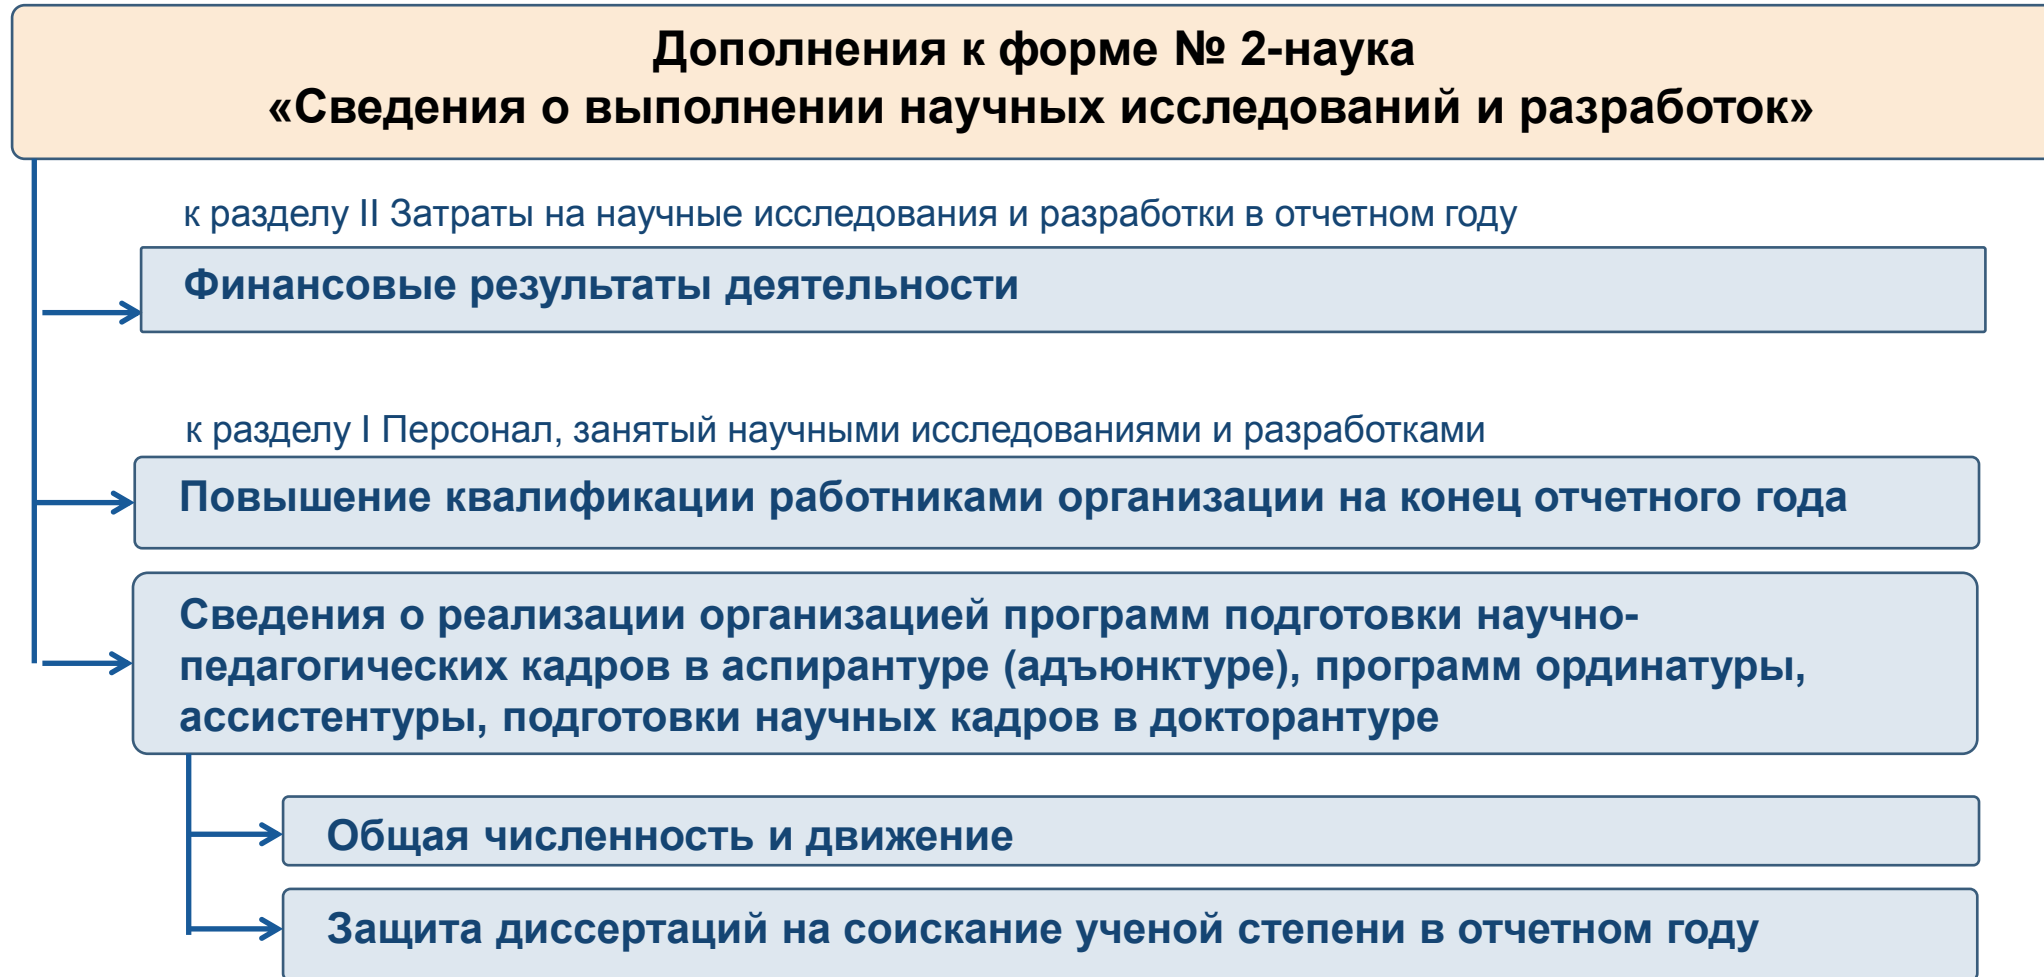 Дополнения к форме № 2-наука
«Сведения о выполнении научных исследований и разработок»
к разделу II Затраты на научные исследования и разработки в отчетном году
Финансовые результаты деятельности
к разделу I Персонал, занятый научными исследованиями и разработками
Повышение квалификации работниками организации на конец отчетного года
Сведения о реализации организацией программ подготовки научно-
педагогических кадров в аспирантуре (адъюнктуре), программ ординатуры,
ассистентуры, подготовки научных кадров в докторантуре
Общая численность и движение
Защита диссертаций на соискание ученой степени в отчетном году